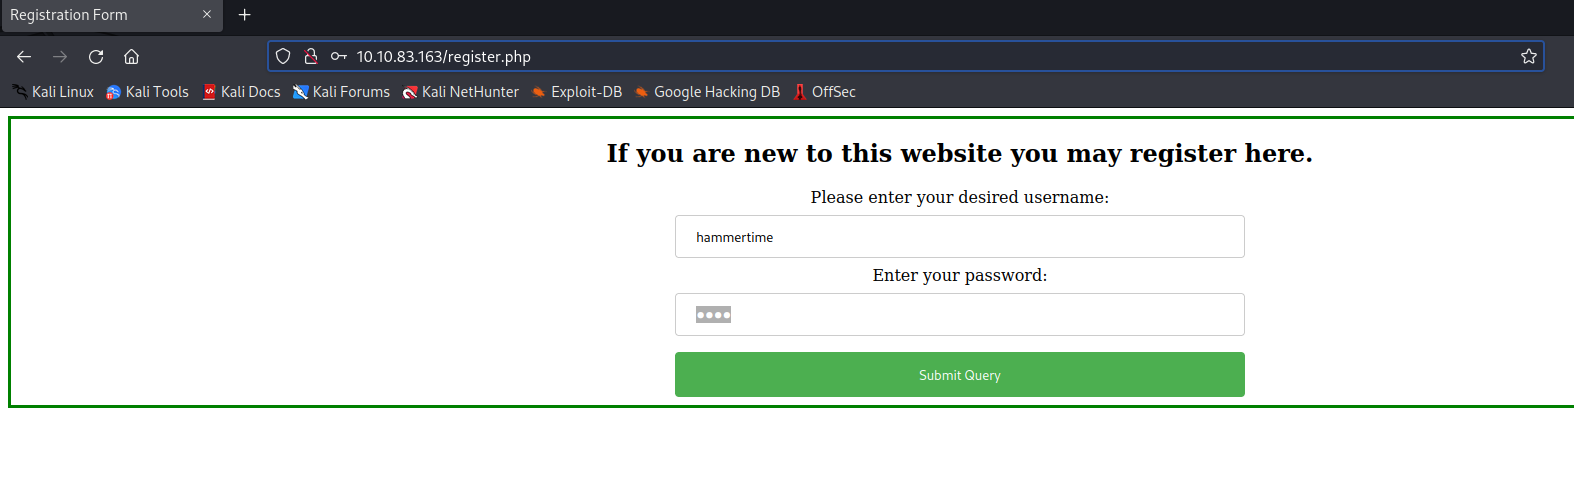 Registration Form
10.10.83.163/register.php
Kali Linux Kali Tools Kali Docs Kali Forums Kali NetHunter Exploit-DB Google Hacking DB OffSec
If you are new to this website you may register here.
Please enter your desired username:
hammertime
Enter your password:
••••
Submit Query